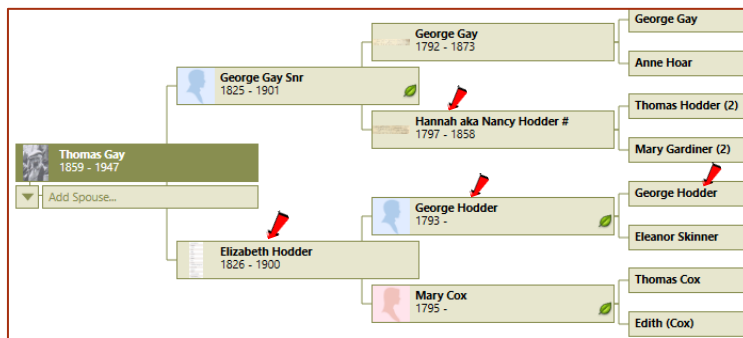 George Gay
1792 - 1873
George Gay
Anne Hoar
George Gay Snr
1825 - 1901
Hannah aka Nancy Hodder #
1797 - 1858
Thomas Hodder (2)
Mary Gardiner (2)
Thomas Gay
1859 - 1947
Add Spouse...
George Hodder
1793 -
George Hodder
Eleanor Skinner
Elizabeth Hodder
1826 - 1900
Mary Cox
1795 -
Thomas Cox
Edith (Cox)